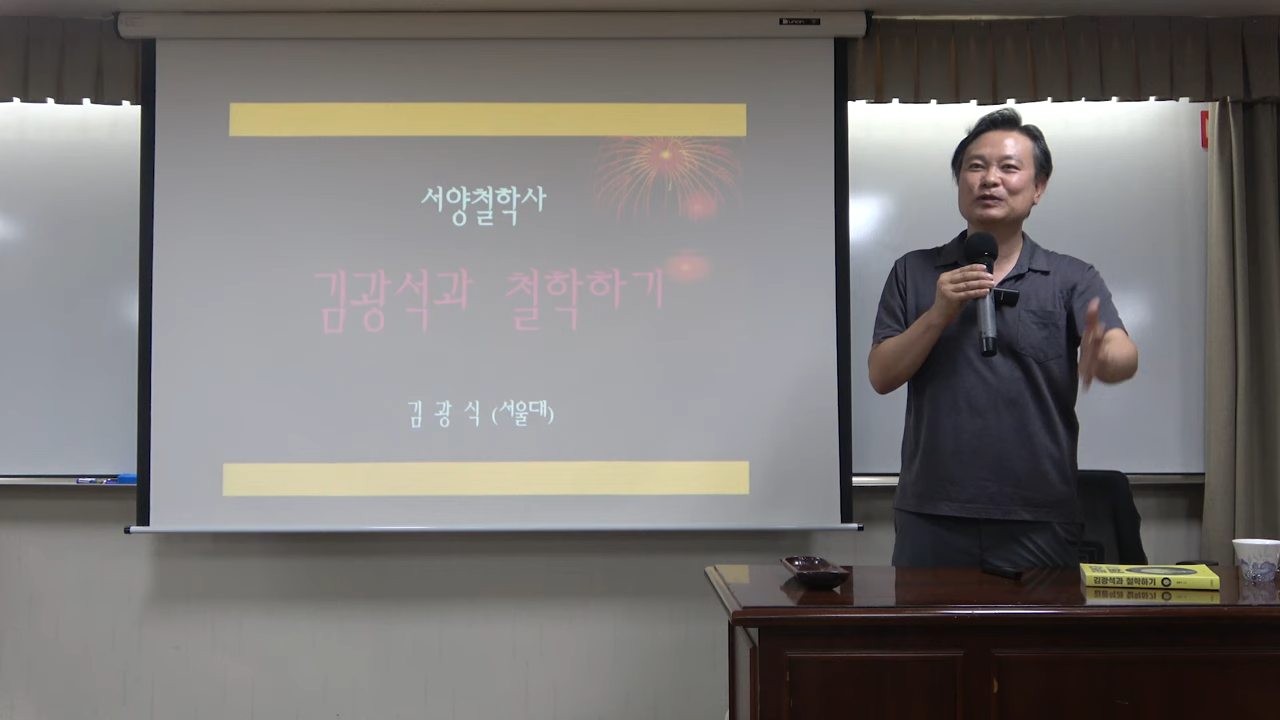 서양철학사
김광석과 철학하기
김 광 식 (서울대)
김광석과 철학하기